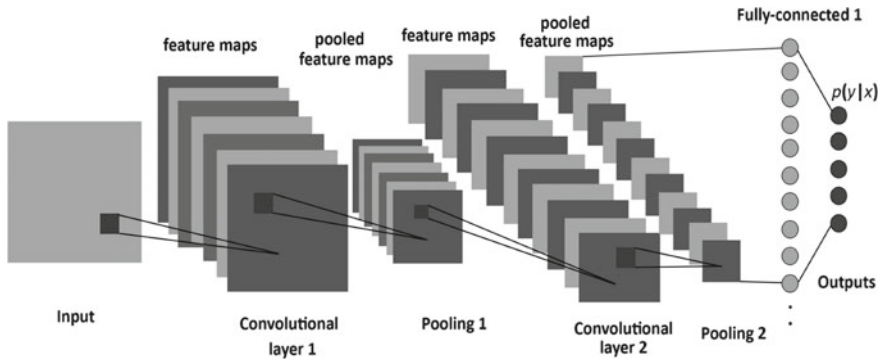 Fully-connected 1
feature maps
pooled
feature maps
feature maps
pooled
feature maps
p(y|x)
Input
Convolutional
layer 1
Pooling 1
Convolutional
layer 2
Pooling 2
Outputs